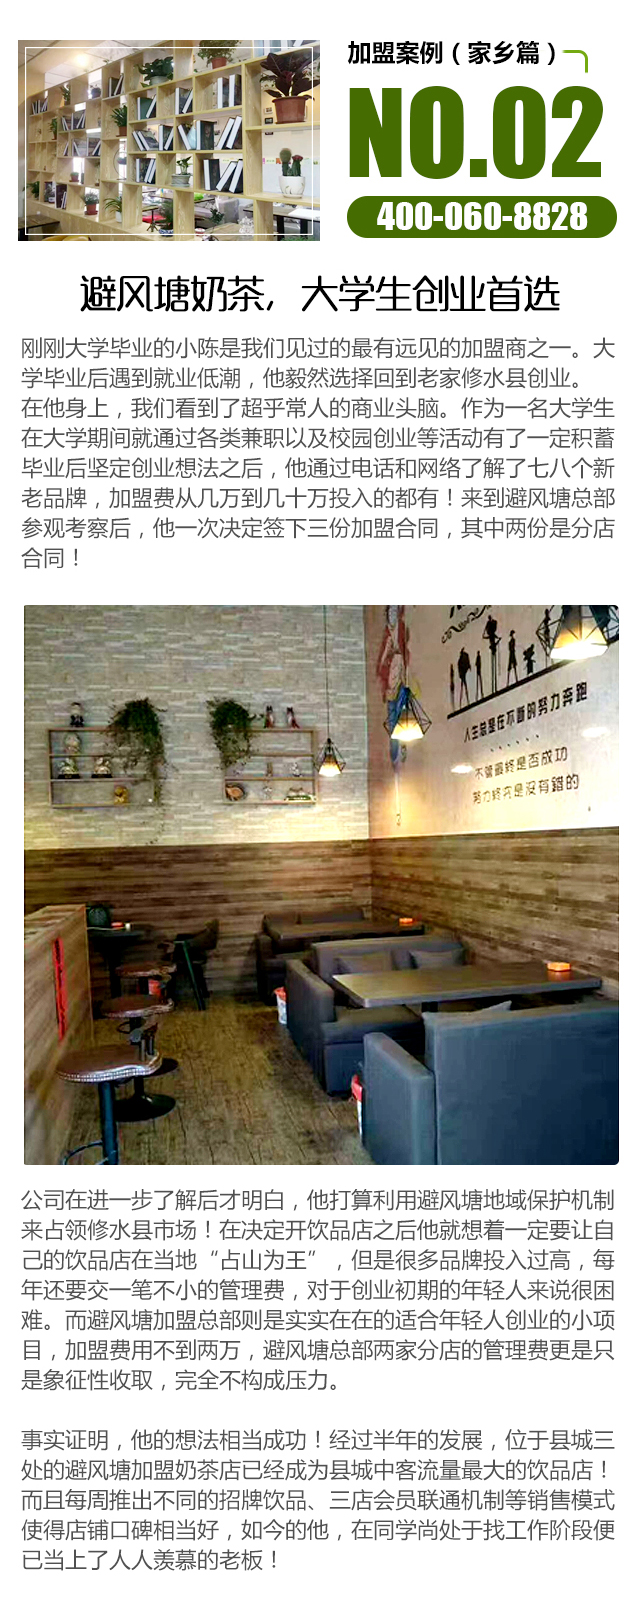 加盟案例（家乡篇）
NO.02
400-060-8828
避风塘奶茶，大学生创业首选
刚刚大学毕业的小陈是我们见过的最有远见的加盟商之一。大
学毕业后遇到就业低潮，他毅然选择回到老家修水县创业。
在他身上，我们看到了超乎常人的商业头脑。作为一名大学生
在大学期间就通过各类兼职以及校园创业等活动有了一定积蓄
毕业后坚定创业想法之后，他通过电话和网络了解了七八个新
老品牌，加盟费从几万到几十万投入的都有！来到避风塘总部
参观考察后，他一次决定签下三份加盟合同，其中两份是分店
合同！
人生总是在不断的努力奔跑
不管最终是否成功
努力终究是没有錯的
公司在进一步了解后才明白，他打算利用避风塘地域保护机制
来占领修水县市场！在决定开饮品店之后他就想着一定要让自
己的饮品店在当地“占山为王”，但是很多品牌投入过高，每
年还要交一笔不小的管理费，对于创业初期的年轻人来说很困
难。而避风塘加盟总部则是实实在在的适合年轻人创业的小项
目，加盟费用不到两万，避风塘总部两家分店的管理费更是只
是象征性收取，完全不构成压力。
事实证明，他的想法相当成功！经过半年的发展，位于县城三
处的避风塘加盟奶茶店已经成为县城中客流量最大的饮品店！
而且每周推出不同的招牌饮品、三店会员联通机制等销售模式
使得店铺口碑相当好，如今的他，在同学尚处于找工作阶段便
已当上了人人羡慕的老板！